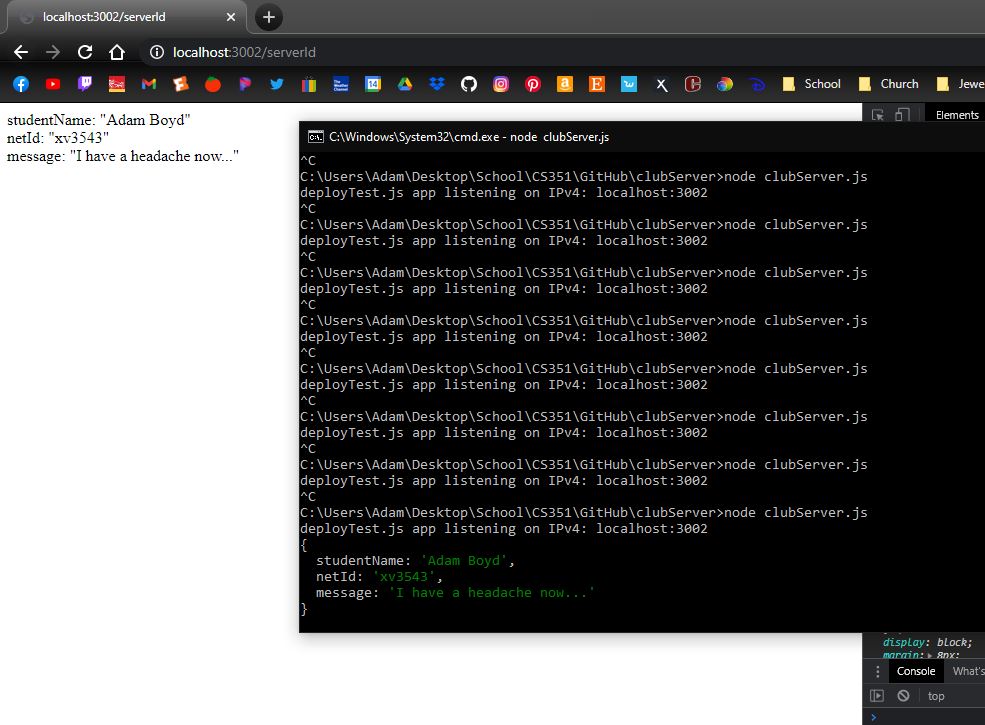 localhost:3002/serverId
localhost:3002/serverId
School
Church
Jewe
studentName: "Adam Boyd"
netId: "xv3543"
message: "I have a headache now..."
Elements
C:\Windows\System32\cmd.exe - node clubServer.js
^C
C:\Users\Adam\Desktop\School\CS351\GitHub\clubServer>node clubServer.js
deployTest.js app listening on IPv4: localhost:3002
^C
C:\Users\Adam\Desktop\School\CS351\GitHub\clubServer>node clubServer.js
deployTest.js app listening on IPv4: localhost:3002
^C
C:\Users\Adam\Desktop\School\CS351\GitHub\clubServer>node clubServer.js
deployTest.js app listening on IPv4: localhost:3002
^C
C:\Users\Adam\Desktop\School\CS351\GitHub\clubServer>node clubServer.js
deployTest.js app listening on IPv4: localhost:3002
^C
C:\Users\Adam\Desktop\School\CS351\GitHub\clubServer>node clubServer.js
deployTest.js app listening on IPv4: localhost:3002
^C
C:\Users\Adam\Desktop\School\CS351\GitHub\clubServer>node clubServer.js
deployTest.js app listening on IPv4: localhost:3002
^C
C:\Users\Adam\Desktop\School\CS351\GitHub\clubServer>node clubServer.js
deployTest.js app listening on IPv4: localhost:3002
^C
C:\Users\Adam\Desktop\School\CS351\GitHub\clubServer>node clubServer.js
deployTest.js app listening on IPv4: localhost:3002
{
studentName: 'Adam Boyd',
netId: 'xv3543',
message: 'I have a headache now...'
}
display: block;
margin: 8px;
Console
What's
top